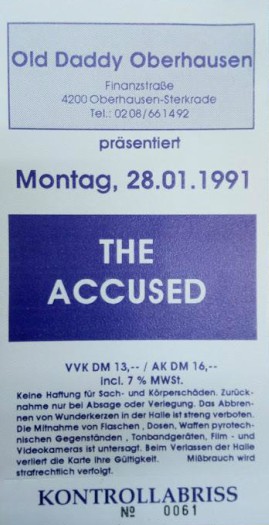 Old Daddy Oberhausen
Finanzstraße
4200 Oberhausen-Sterkrade
Tel.: 0208/661492
präsentiert
Montag, 28.01.1991
THE
ACCUSED
VVK DM 13,-- / AK DM 16,--
incl. 7 % MWSt.
Keine Haftung für Sach- und Körperschäden. Zurück-
nahme nur bei Absage oder Verlegung. Das Abbren-
nen von Wunderkerzen in der Halle ist streng verboten.
Die Mitnahme von Flaschen , Dosen, Waffen pyrotech-
nischen Gegenständen , Tonbandgeräten, Film - und
Videokameras ist untersagt. Beim Verlassen der Halle
verliert die Karte ihre Gültigkeit. Mißbrauch wird
strafrechtlich verfolgt.
KONTROLLABRISS
№ 0061